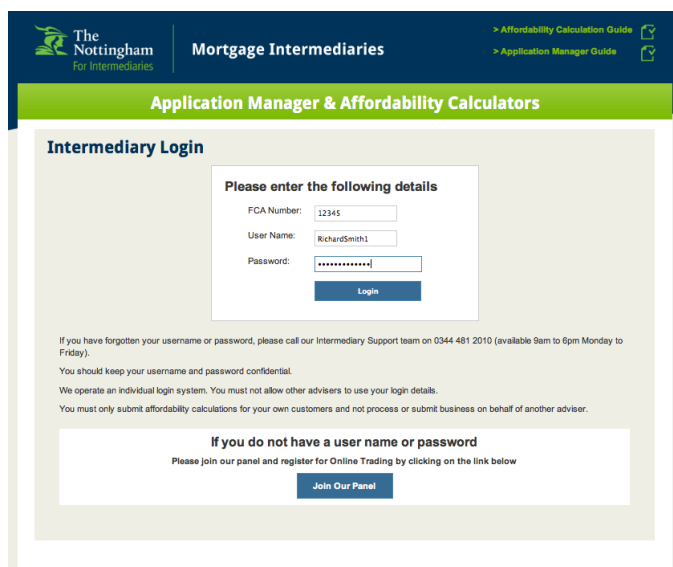 The
Nottingham
For Intermediaries
Mortgage Intermediaries
> Affordability Calculation Guide
> Application Manager Guide
Application Manager & Affordability Calculators
Intermediary Login
Please enter the following details
FCA Number: 12345
User Name: RichardSmith1
Password: •••••••••••••
Login
If you have forgotten your username or password, please call our Intermediary Support team on 0344 481 2010 (available 9am to 6pm Monday to
Friday).
You should keep your username and password confidential.
We operate an individual login system. You must not allow other advisers to use your login details.
You must only submit affordability calculations for your own customers and not process or submit business on behalf of another adviser.
If you do not have a user name or password
Please join our panel and register for Online Trading by clicking on the link below
Join Our Panel